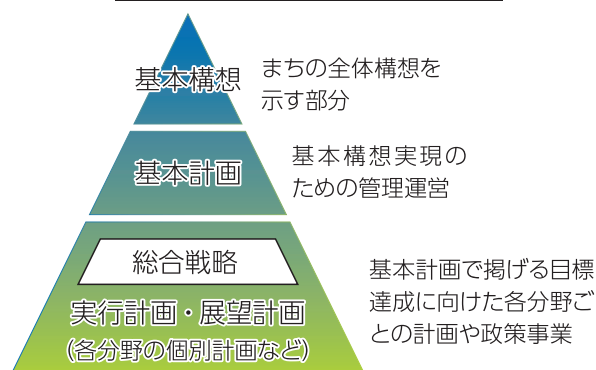 基本構想
まちの全体構想を
示す部分
基本計画
基本構想実現の
ための管理運営
総合戦略
実行計画・展望計画
（各分野の個別計画など）
基本計画で掲げる目標
達成に向けた各分野ご
との計画や政策事業